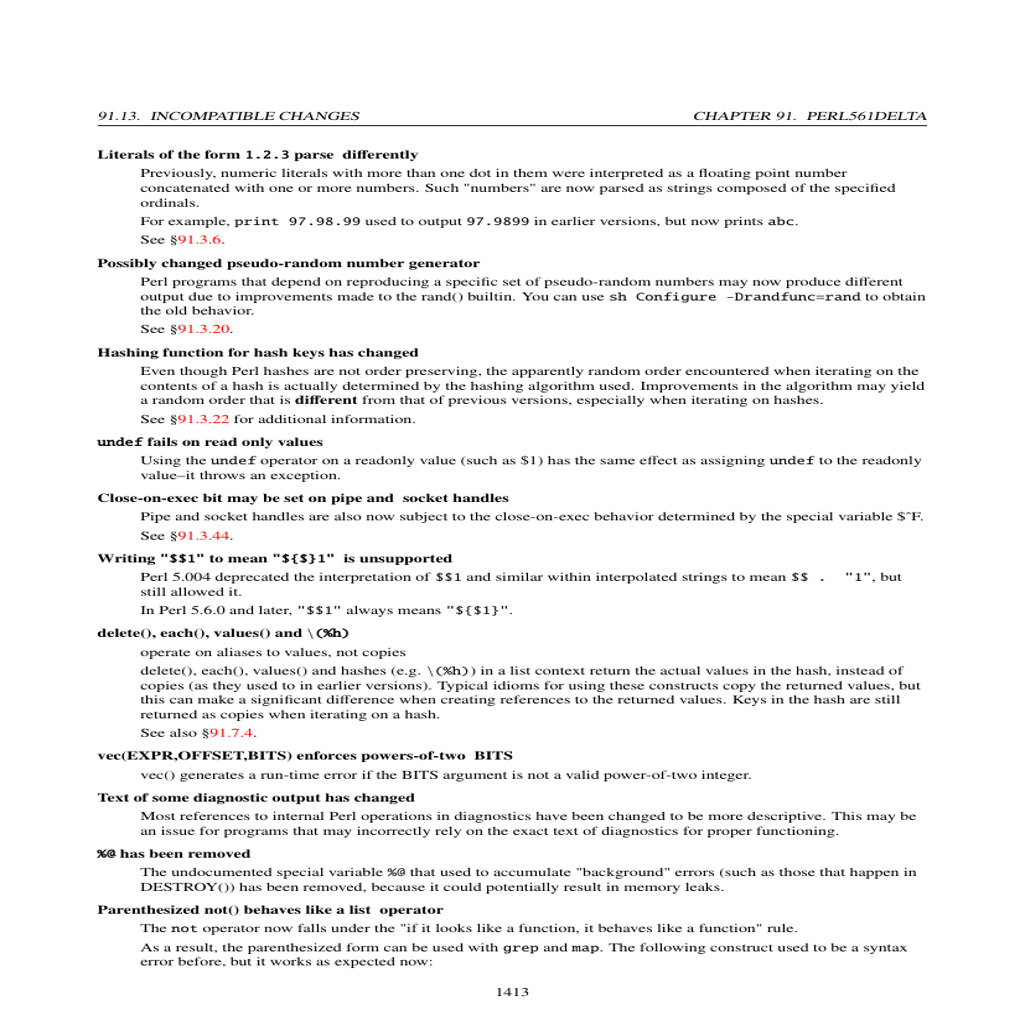 91.13. INCOMPATIBLE CHANGES CHAPTER 91. PERL561DELTA
Literals of the form 1.2.3 parse differently
Previously, numeric literals with more than one dot in them were interpreted as a floating point number
concatenated with one or more numbers. Such "numbers" are now parsed as strings composed of the specified
ordinals.
For example, print 97.98.99 used to output 97.9899 in earlier versions, but now prints abc.
See §91.3.6.
Possibly changed pseudo-random number generator
Perl programs that depend on reproducing a specific set of pseudo-random numbers may now produce different
output due to improvements made to the rand() builtin. You can use sh Configure -Drandfunc=rand to obtain
the old behavior.
See §91.3.20.
Hashing function for hash keys has changed
Even though Perl hashes are not order preserving, the apparently random order encountered when iterating on the
contents of a hash is actually determined by the hashing algorithm used. Improvements in the algorithm may yield
a random order that is different from that of previous versions, especially when iterating on hashes.
See §91.3.22 for additional information.
undef fails on read only values
Using the undef operator on a readonly value (such as $1) has the same effect as assigning undef to the readonly
value–it throws an exception.
Close-on-exec bit may be set on pipe and socket handles
Pipe and socket handles are also now subject to the close-on-exec behavior determined by the special variable $ˆF.
See §91.3.44.
Writing "$$1" to mean "${$}1" is unsupported
Perl 5.004 deprecated the interpretation of $$1 and similar within interpolated strings to mean $$ . "1", but
still allowed it.
In Perl 5.6.0 and later, "$$1" always means "${$1}".
delete(), each(), values() and \(%h)
operate on aliases to values, not copies
delete(), each(), values() and hashes (e.g. \(%h)) in a list context return the actual values in the hash, instead of
copies (as they used to in earlier versions). Typical idioms for using these constructs copy the returned values, but
this can make a significant difference when creating references to the returned values. Keys in the hash are still
returned as copies when iterating on a hash.
See also §91.7.4.
vec(EXPR,OFFSET,BITS) enforces powers-of-two BITS
vec() generates a run-time error if the BITS argument is not a valid power-of-two integer.
Text of some diagnostic output has changed
Most references to internal Perl operations in diagnostics have been changed to be more descriptive. This may be
an issue for programs that may incorrectly rely on the exact text of diagnostics for proper functioning.
%@ has been removed
The undocumented special variable %@ that used to accumulate "background" errors (such as those that happen in
DESTROY()) has been removed, because it could potentially result in memory leaks.
Parenthesized not() behaves like a list operator
The not operator now falls under the "if it looks like a function, it behaves like a function" rule.
As a result, the parenthesized form can be used with grep and map. The following construct used to be a syntax
error before, but it works as expected now:
1413